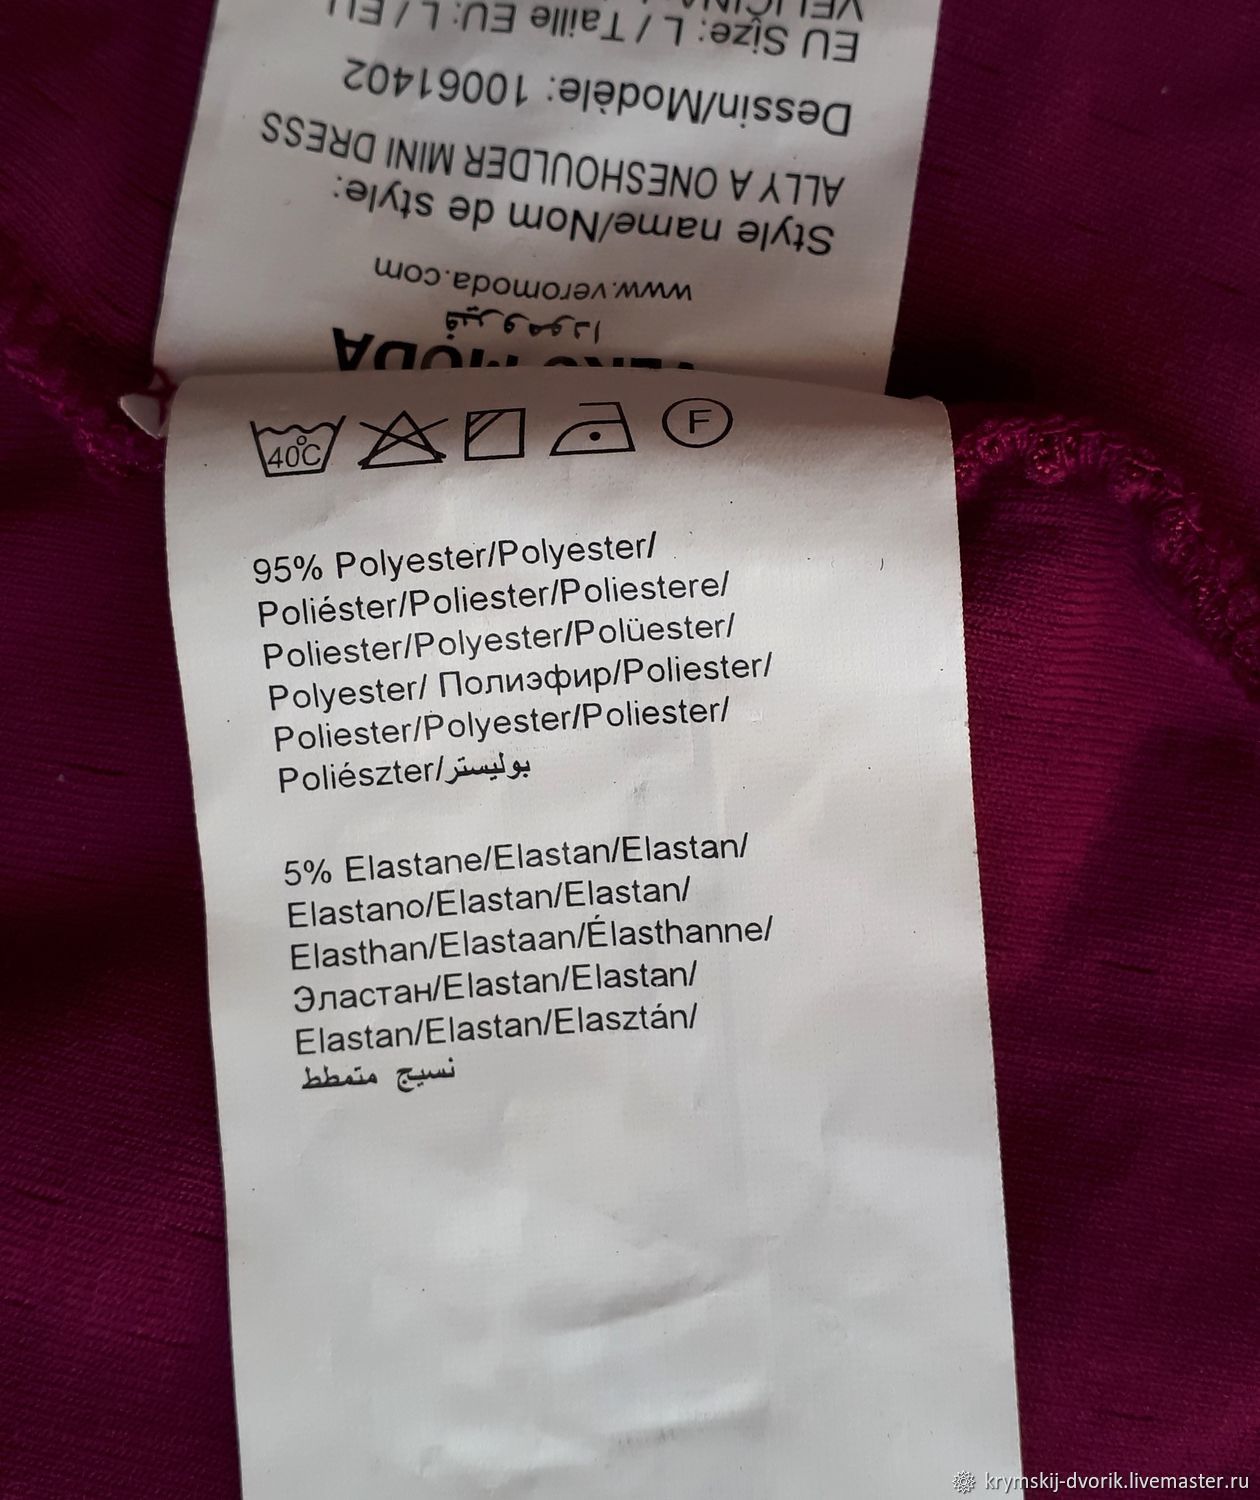 VERO MODA
فيرومودا
www.veromoda.com
Style name/Nom de style:
ALLY A ONESHOULDER MINI DRESS
Dessin/Modèle: 10061402
EU Size: L / Taille EU: L / EU
40°C
F
95% Polyester/Polyester/
Poliéster/Poliester/Poliestere/
Poliester/Polyester/Polüester/
Polyester/ Полиэфир/Poliester/
Poliester/Polyester/Poliester/
Poliészter/بوليستر
5% Elastane/Elastan/Elastan/
Elastano/Elastan/Elastan/
Elasthan/Elastaan/Élasthanne/
Эластан/Elastan/Elastan/
Elastan/Elastan/Elasztán/
نسيج متمطط
krymskij-dvorik.livemaster.ru